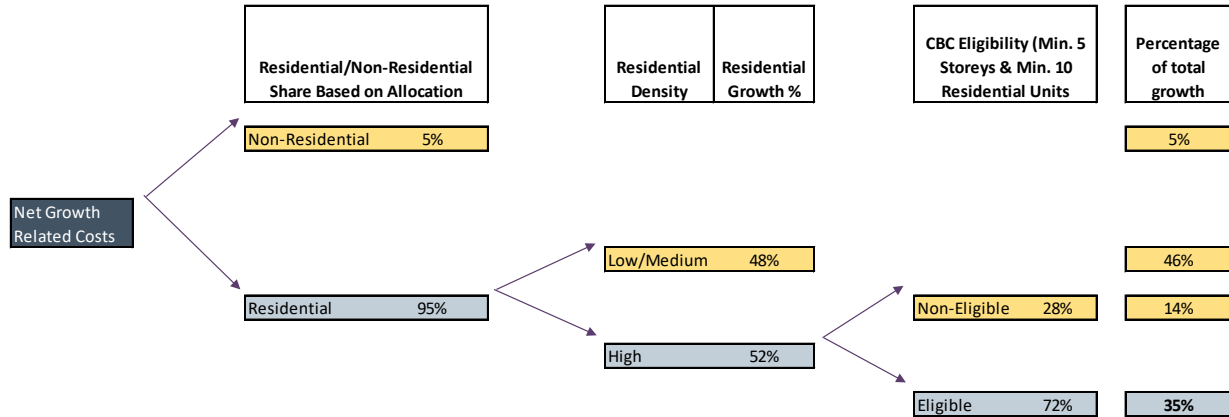 Residential/Non-Residential
Share Based on Allocation
Residential
Density
Residential
Growth %
CBC Eligibility (Min. 5
Storeys & Min. 10
Residential Units
Percentage
of total
growth
Non-Residential 5%
5%
Net Growth
Related Costs
Low/Medium 48%
46%
Residential 95%
Non-Eligible 28%
14%
High 52%
Eligible 72%
35%